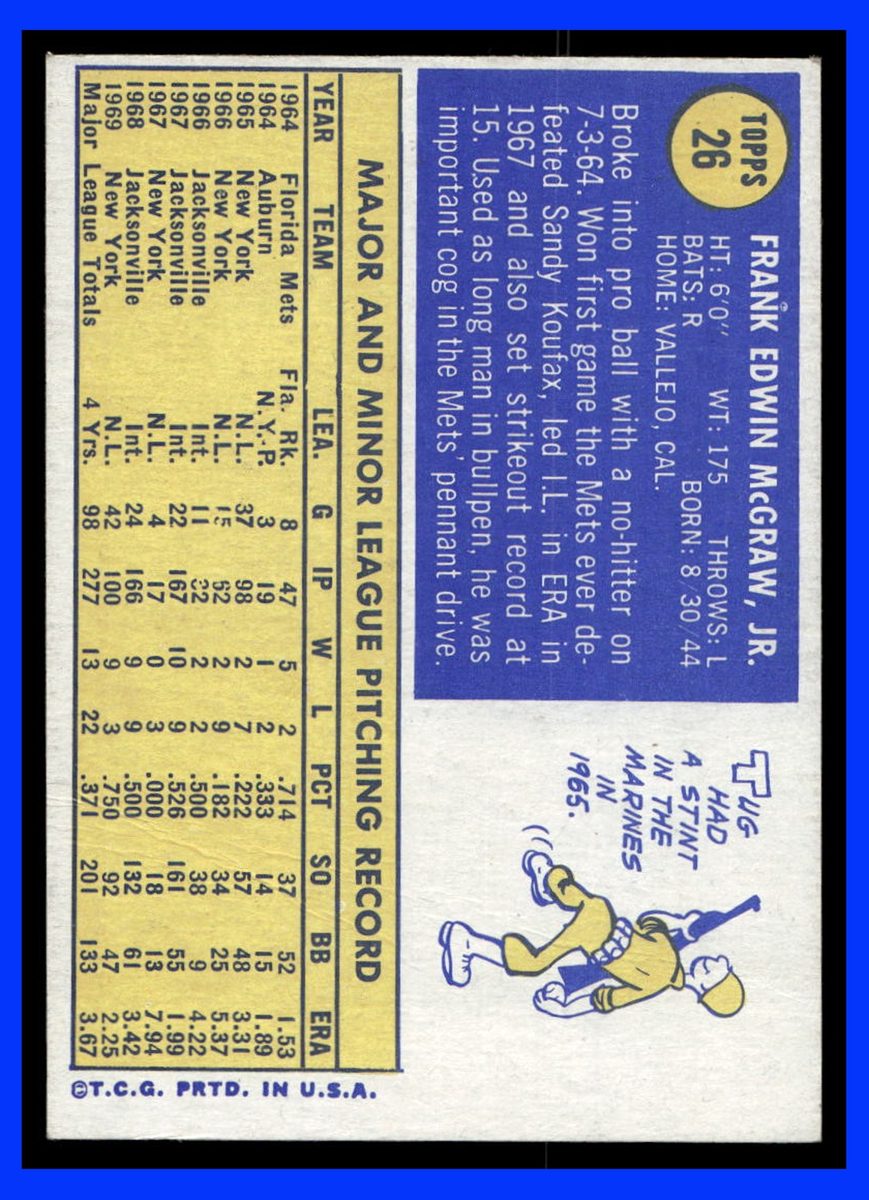 TOPPS
26
FRANK EDWIN McGRAW, JR.
HT: 6'0" WT: 175 THROWS: L
BATS: R BORN: 8/30/44
HOME: VALLEJO, CAL.
Broke into pro ball with a no-hitter on
7-3-64. Won first game the Mets ever de-
feated Sandy Koufax, led I.L. in ERA in
1967 and also set strikeout record at
15. Used as long man in bullpen, he was
important cog in the Mets' pennant drive.
TUG
HAD
A STINT
IN THE
MARINES
IN
1965.
MAJOR AND MINOR LEAGUE PITCHING RECORD
YEAR TEAM LEA. G IP W L PCT SO BB ERA
1964 Florida Mets Fla. Rk. 8 47 5 2 .714 37 52 1.53
1964 Auburn N.Y.-P. 3 19 1 2 .333 14 15 1.89
1965 New York N.L. 37 98 2 7 .222 57 48 3.31
1966 New York N.L. 15 62 2 9 .182 34 25 5.37
1966 Jacksonville Int. 11 32 2 2 .500 38 9 4.22
1967 Jacksonville Int. 22 167 10 9 .526 161 55 1.99
1967 New York N.L. 4 17 0 3 .000 18 13 7.94
1968 Jacksonville Int. 24 166 9 9 .500 132 61 3.42
1969 New York N.L. 42 100 9 3 .750 92 47 2.25
Major League Totals 4 Yrs. 98 277 13 22 .371 201 133 3.67
©T.C.G. PRTD. IN U.S.A.